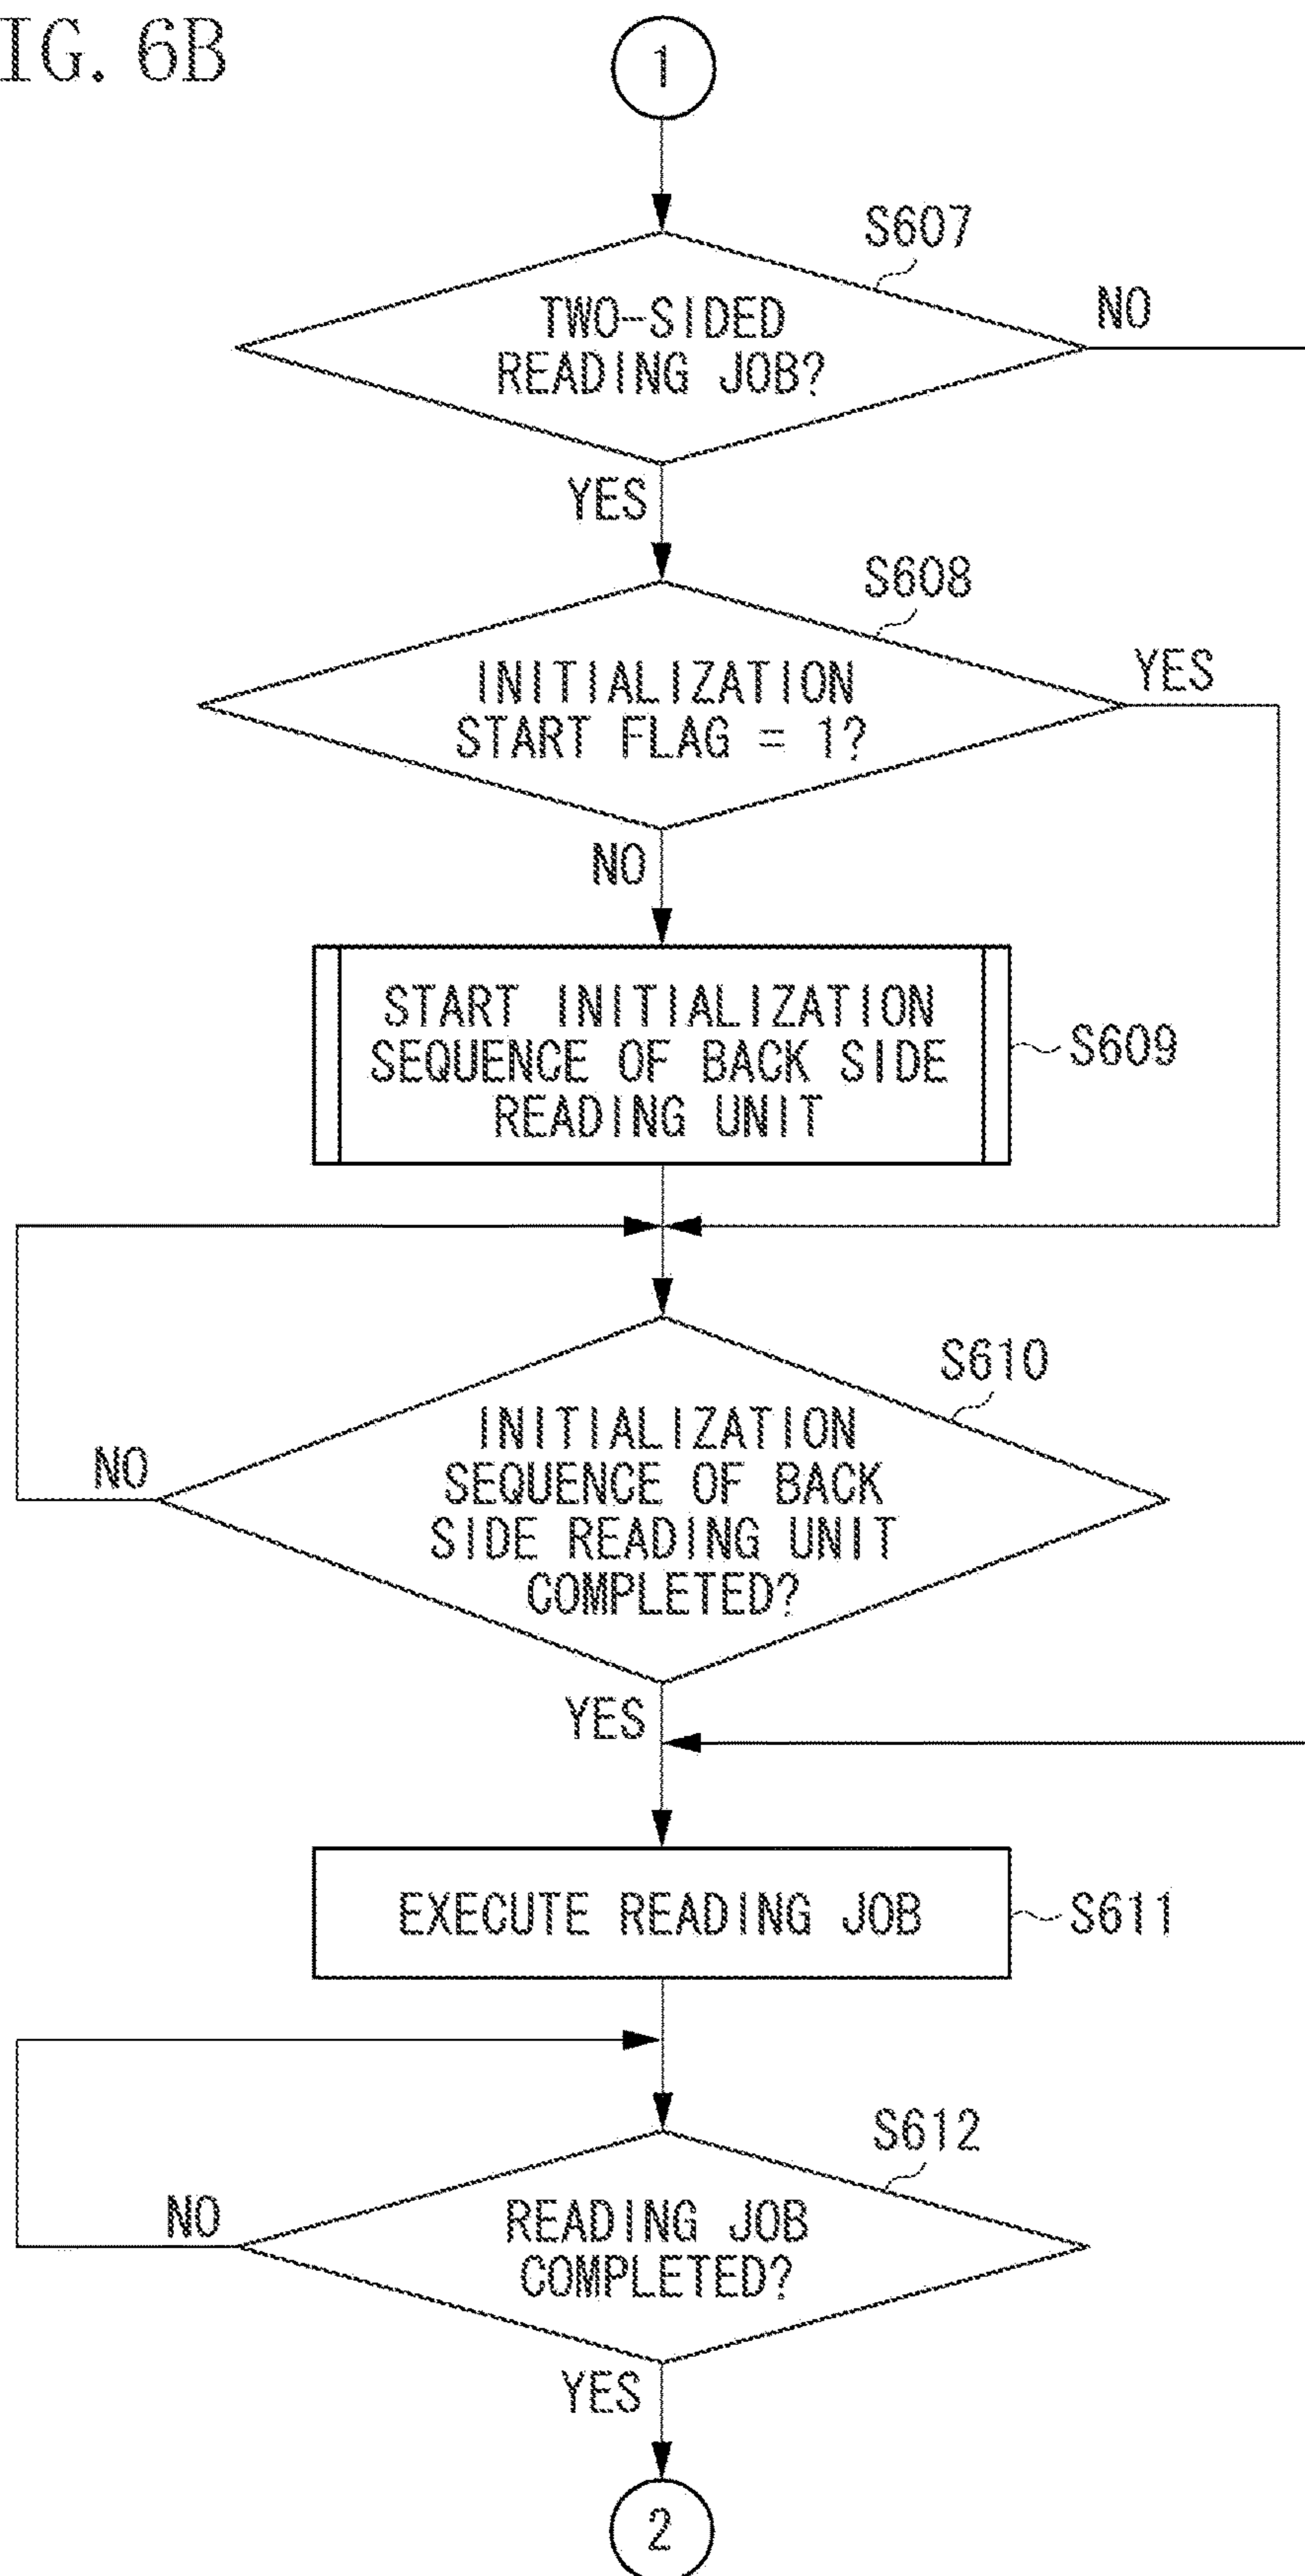 IG. 6B
1
S607
TWO-SIDED
READING JOB?
NO
YES
S608
INITIALIZATION
START FLAG = 1?
YES
NO
START INITIALIZATION
SEQUENCE OF BACK SIDE
READING UNIT
S609
S610
INITIALIZATION
SEQUENCE OF BACK
SIDE READING UNIT
COMPLETED?
NO
YES
EXECUTE READING JOB
S611
S612
READING JOB
COMPLETED?
NO
YES
2